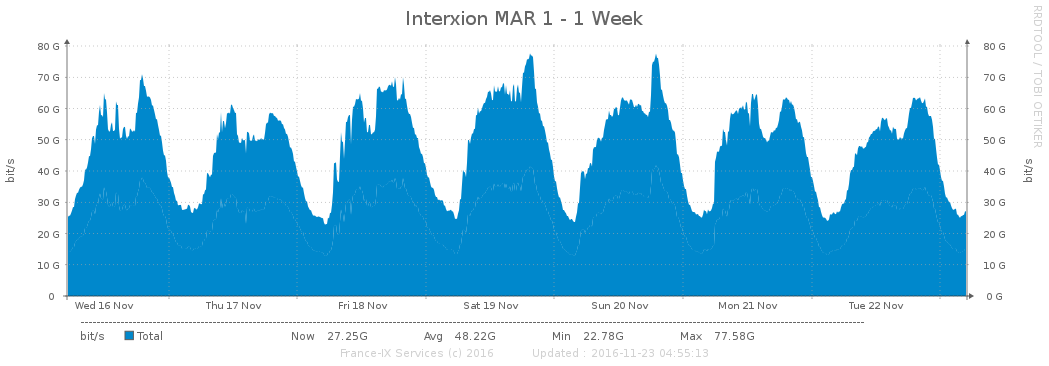 Interxion MAR 1 - 1 Week
RRDTOOL / TOBI OETIKER
bit/s
80 G 80 G
70 G 70 G
60 G 60 G
50 G 50 G
40 G 40 G
30 G 30 G
20 G 20 G
10 G 10 G
0 0 G
bit/s
Wed 16 Nov Thu 17 Nov Fri 18 Nov Sat 19 Nov Sun 20 Nov Mon 21 Nov Tue 22 Nov
bit/s Total Now 27.25G Avg 48.22G Min 22.78G Max 77.58G
France-IX Services (c) 2016 Updated : 2016-11-23 04:55:13